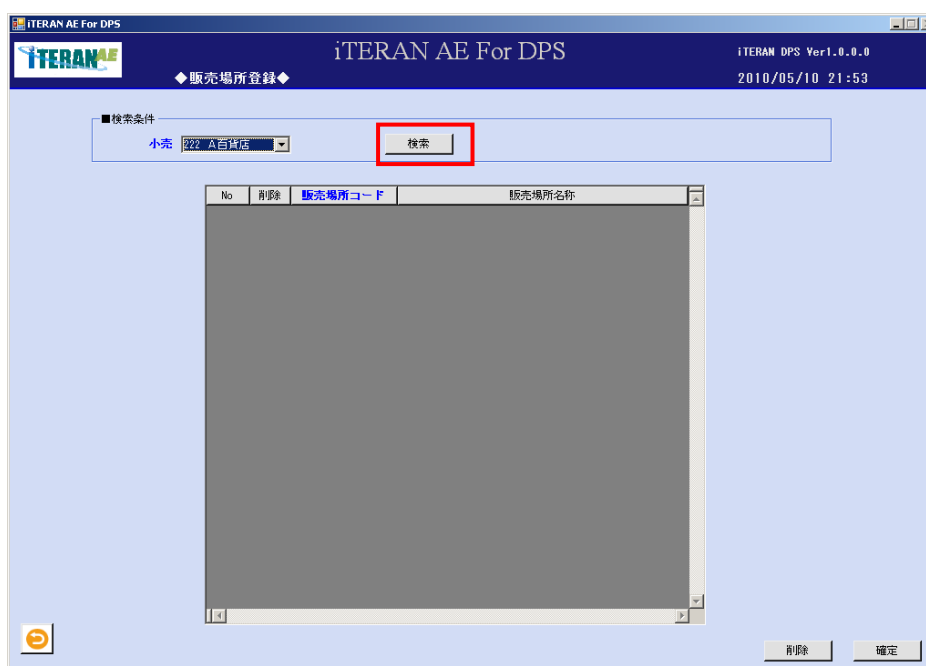 iTERAN AE For DPS
iTERAN AE
iTERAN AE For DPS
iTERAN DPS Ver1.0.0.0
◆販売場所登録◆
2010/05/10 21:53
■検索条件
小売 222 A百貨店 検索
No 削除 販売場所コード 販売場所名称
削除 確定